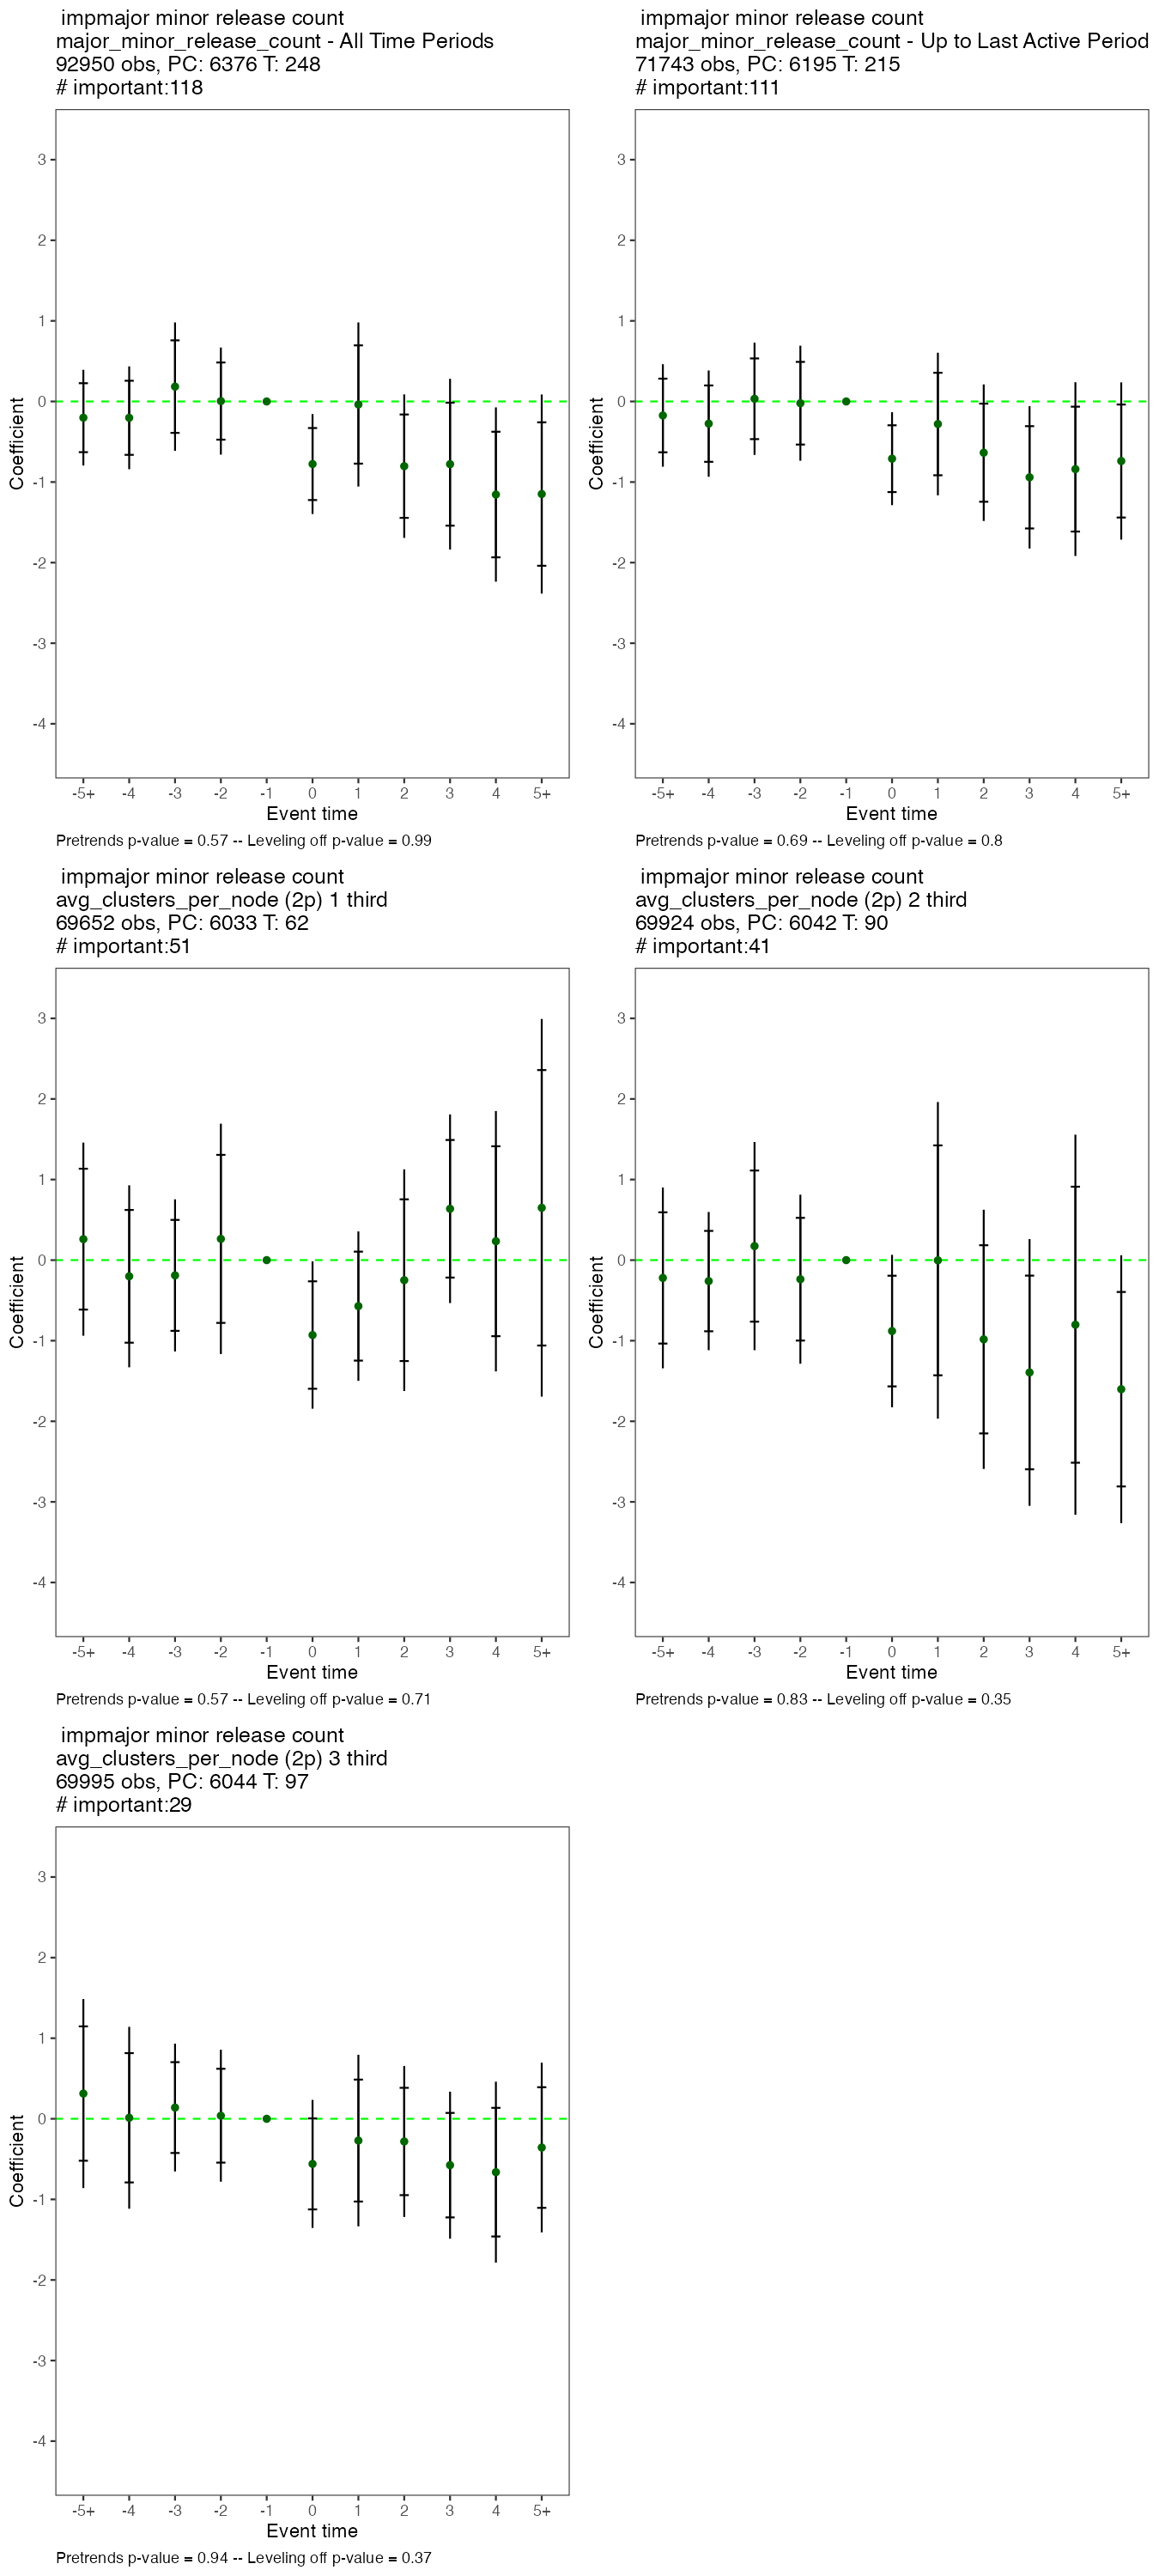 impmajor minor release count
major_minor_release_count - All Time Periods
92950 obs, PC: 6376 T: 248
# important:118
3
2
1
0
-1
-2
-3
-4
Coefficient
-5+ -4 -3 -2 -1 0 1 2 3 4 5+
Event time
Pretrends p-value = 0.57 -- Leveling off p-value = 0.99
impmajor minor release count
major_minor_release_count - Up to Last Active Period
71743 obs, PC: 6195 T: 215
# important:111
3
2
1
0
-1
-2
-3
-4
Coefficient
-5+ -4 -3 -2 -1 0 1 2 3 4 5+
Event time
Pretrends p-value = 0.69 -- Leveling off p-value = 0.8
impmajor minor release count
avg_clusters_per_node (2p) 1 third
69652 obs, PC: 6033 T: 62
# important:51
3
2
1
0
-1
-2
-3
-4
Coefficient
-5+ -4 -3 -2 -1 0 1 2 3 4 5+
Event time
Pretrends p-value = 0.57 -- Leveling off p-value = 0.71
impmajor minor release count
avg_clusters_per_node (2p) 2 third
69924 obs, PC: 6042 T: 90
# important:41
3
2
1
0
-1
-2
-3
-4
Coefficient
-5+ -4 -3 -2 -1 0 1 2 3 4 5+
Event time
Pretrends p-value = 0.83 -- Leveling off p-value = 0.35
impmajor minor release count
avg_clusters_per_node (2p) 3 third
69995 obs, PC: 6044 T: 97
# important:29
3
2
1
0
-1
-2
-3
-4
Coefficient
-5+ -4 -3 -2 -1 0 1 2 3 4 5+
Event time
Pretrends p-value = 0.94 -- Leveling off p-value = 0.37